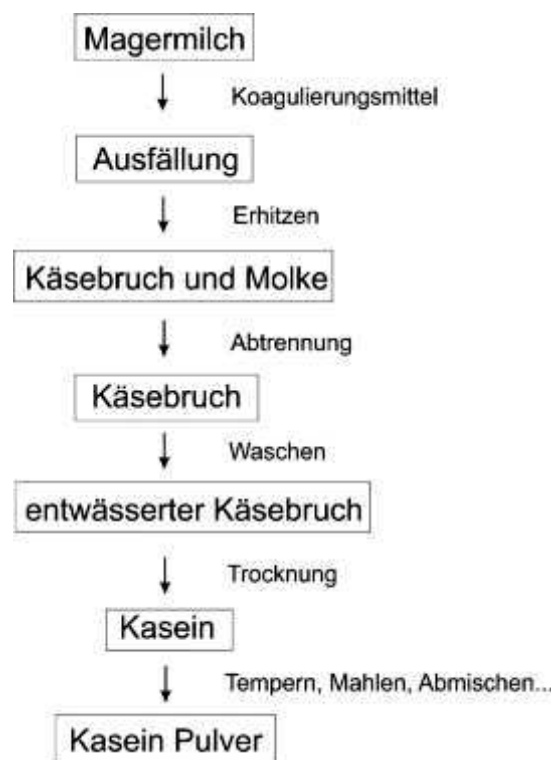 Magermilch
Koagulierungsmittel
Ausfällung
Erhitzen
Käsebruch und Molke
Abtrennung
Käsebruch
Waschen
entwässerter Käsebruch
Trocknung
Kasein
Tempern, Mahlen, Abmischen...
Kasein Pulver